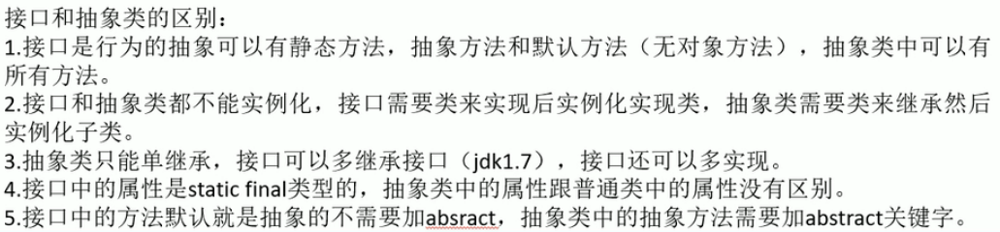 接口和抽象类的区别：
1.接口是行为的抽象可以有静态方法，抽象方法和默认方法（无对象方法），抽象类中可以有
所有方法。
2.接口和抽象类都不能实例化，接口需要类来实现后实例化实现类，抽象类需要类来继承然后
实例化子类。
3.抽象类只能单继承，接口可以多继承接口（jdk1.7），接口还可以多实现。
4.接口中的属性是static final类型的，抽象类中的属性跟普通类中的属性没有区别。
5.接口中的方法默认就是抽象的不需要加absract，抽象类中的抽象方法需要加abstract关键字。